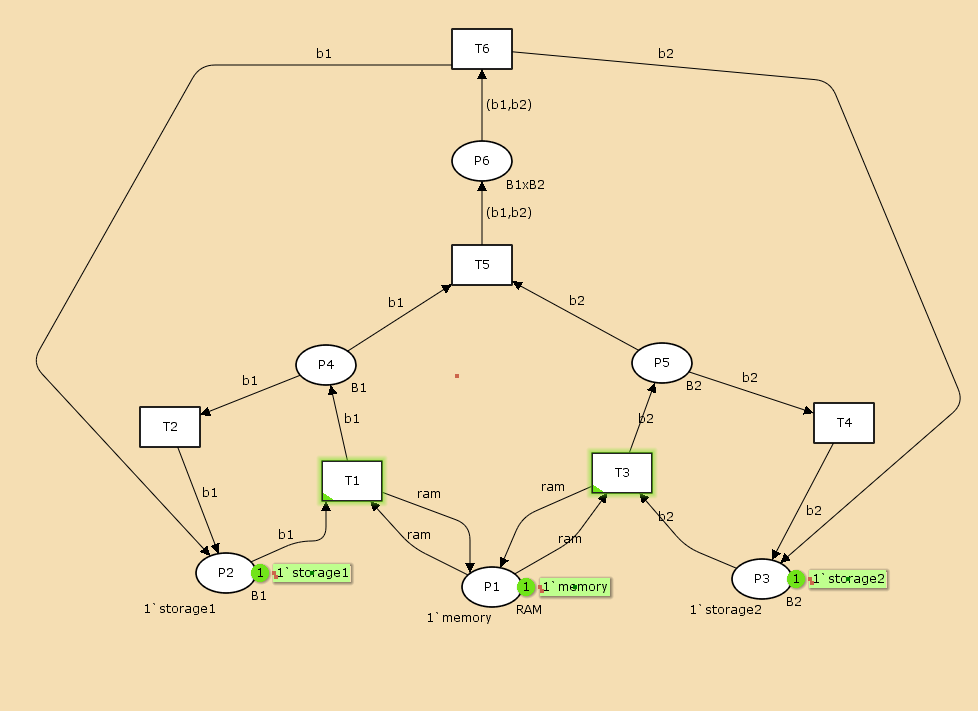 T6
b1
b2
(b1,b2)
P6
B1xB2
(b1,b2)
T5
b1
b2
P4
B1
P5
B2
b1
b2
T2
b1
b2
T4
T1
T3
b1
ram
ram
b2
b1
ram
ram
b2
P2
1
1`storage1
B1
1`storage1
P1
1
1`memory
RAM
1`memory
P3
1
1`storage2
B2
1`storage2